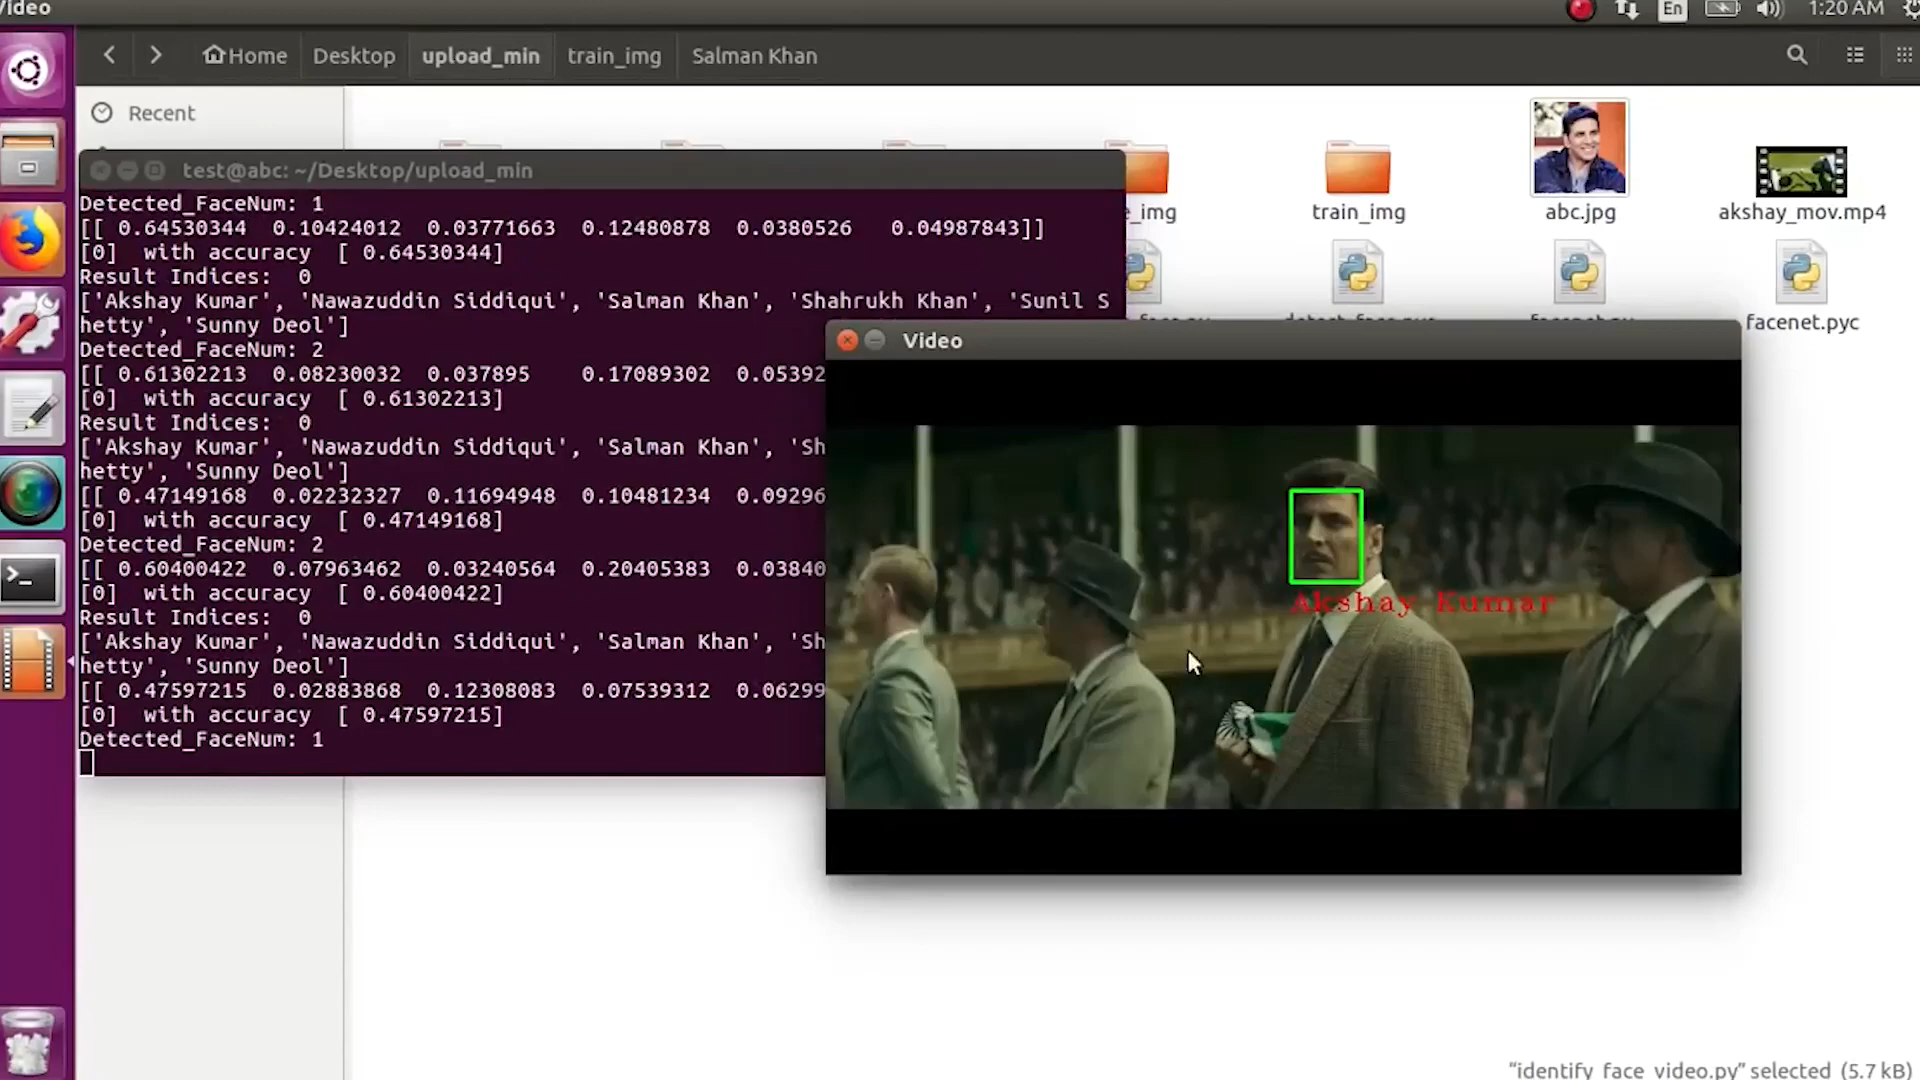 Video
En
1:20 AM
Home
Desktop
upload_min
train_img
Salman Khan
Recent
e_img
train_img
abc.jpg
akshay_mov.mp4
facenet.pyc
test@abc: ~/Desktop/upload_min
Detected_FaceNum: 1
[[ 0.64530344 0.10424012 0.03771663 0.12480878 0.0380526 0.04987843]]
[0] with accuracy [ 0.64530344]
Result Indices: 0
['Akshay Kumar', 'Nawazuddin Siddiqui', 'Salman Khan', 'Shahrukh Khan', 'Sunil S
hetty', 'Sunny Deol']
Detected_FaceNum: 2
[[ 0.61302213 0.08230032 0.037895 0.17089302 0.05392
[0] with accuracy [ 0.61302213]
Result Indices: 0
['Akshay Kumar', 'Nawazuddin Siddiqui', 'Salman Khan', 'Sh
hetty', 'Sunny Deol']
[[ 0.47149168 0.02232327 0.11694948 0.10481234 0.09296
[0] with accuracy [ 0.47149168]
Detected_FaceNum: 2
[[ 0.60400422 0.07963462 0.03240564 0.20405383 0.03840
[0] with accuracy [ 0.60400422]
Result Indices: 0
['Akshay Kumar', 'Nawazuddin Siddiqui', 'Salman Khan', 'Sh
hetty', 'Sunny Deol']
[[ 0.47597215 0.02883868 0.12308083 0.07539312 0.06299
[0] with accuracy [ 0.47597215]
Detected_FaceNum: 1
Video
Akshay Kumar
"identify_face_video.py" selected (5.7 kB)